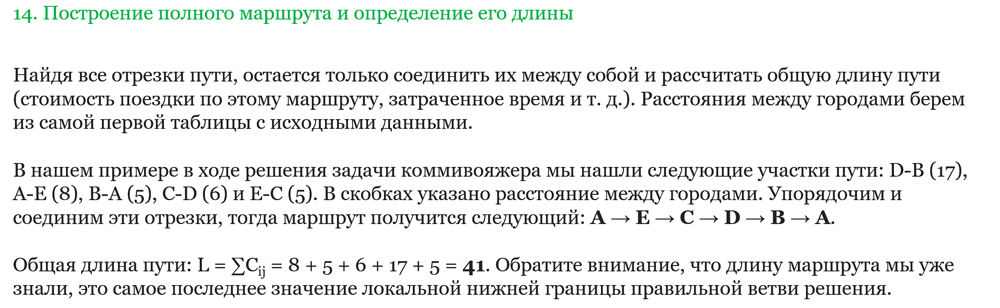 14. Построение полного маршрута и определение его длины
Найдя все отрезки пути, остается только соединить их между собой и рассчитать общую длину пути
(стоимость поездки по этому маршруту, затраченное время и т. д.). Расстояния между городами берем
из самой первой таблицы с исходными данными.
В нашем примере в ходе решения задачи коммивояжера мы нашли следующие участки пути: D-B (17),
A-E (8), B-A (5), C-D (6) и E-C (5). В скобках указано расстояние между городами. Упорядочим и
соединим эти отрезки, тогда маршрут получится следующий: A → E → C → D → B → A.
Общая длина пути: L = ∑Cij = 8 + 5 + 6 + 17 + 5 = 41. Обратите внимание, что длину маршрута мы уже
знали, это самое последнее значение локальной нижней границы правильной ветви решения.